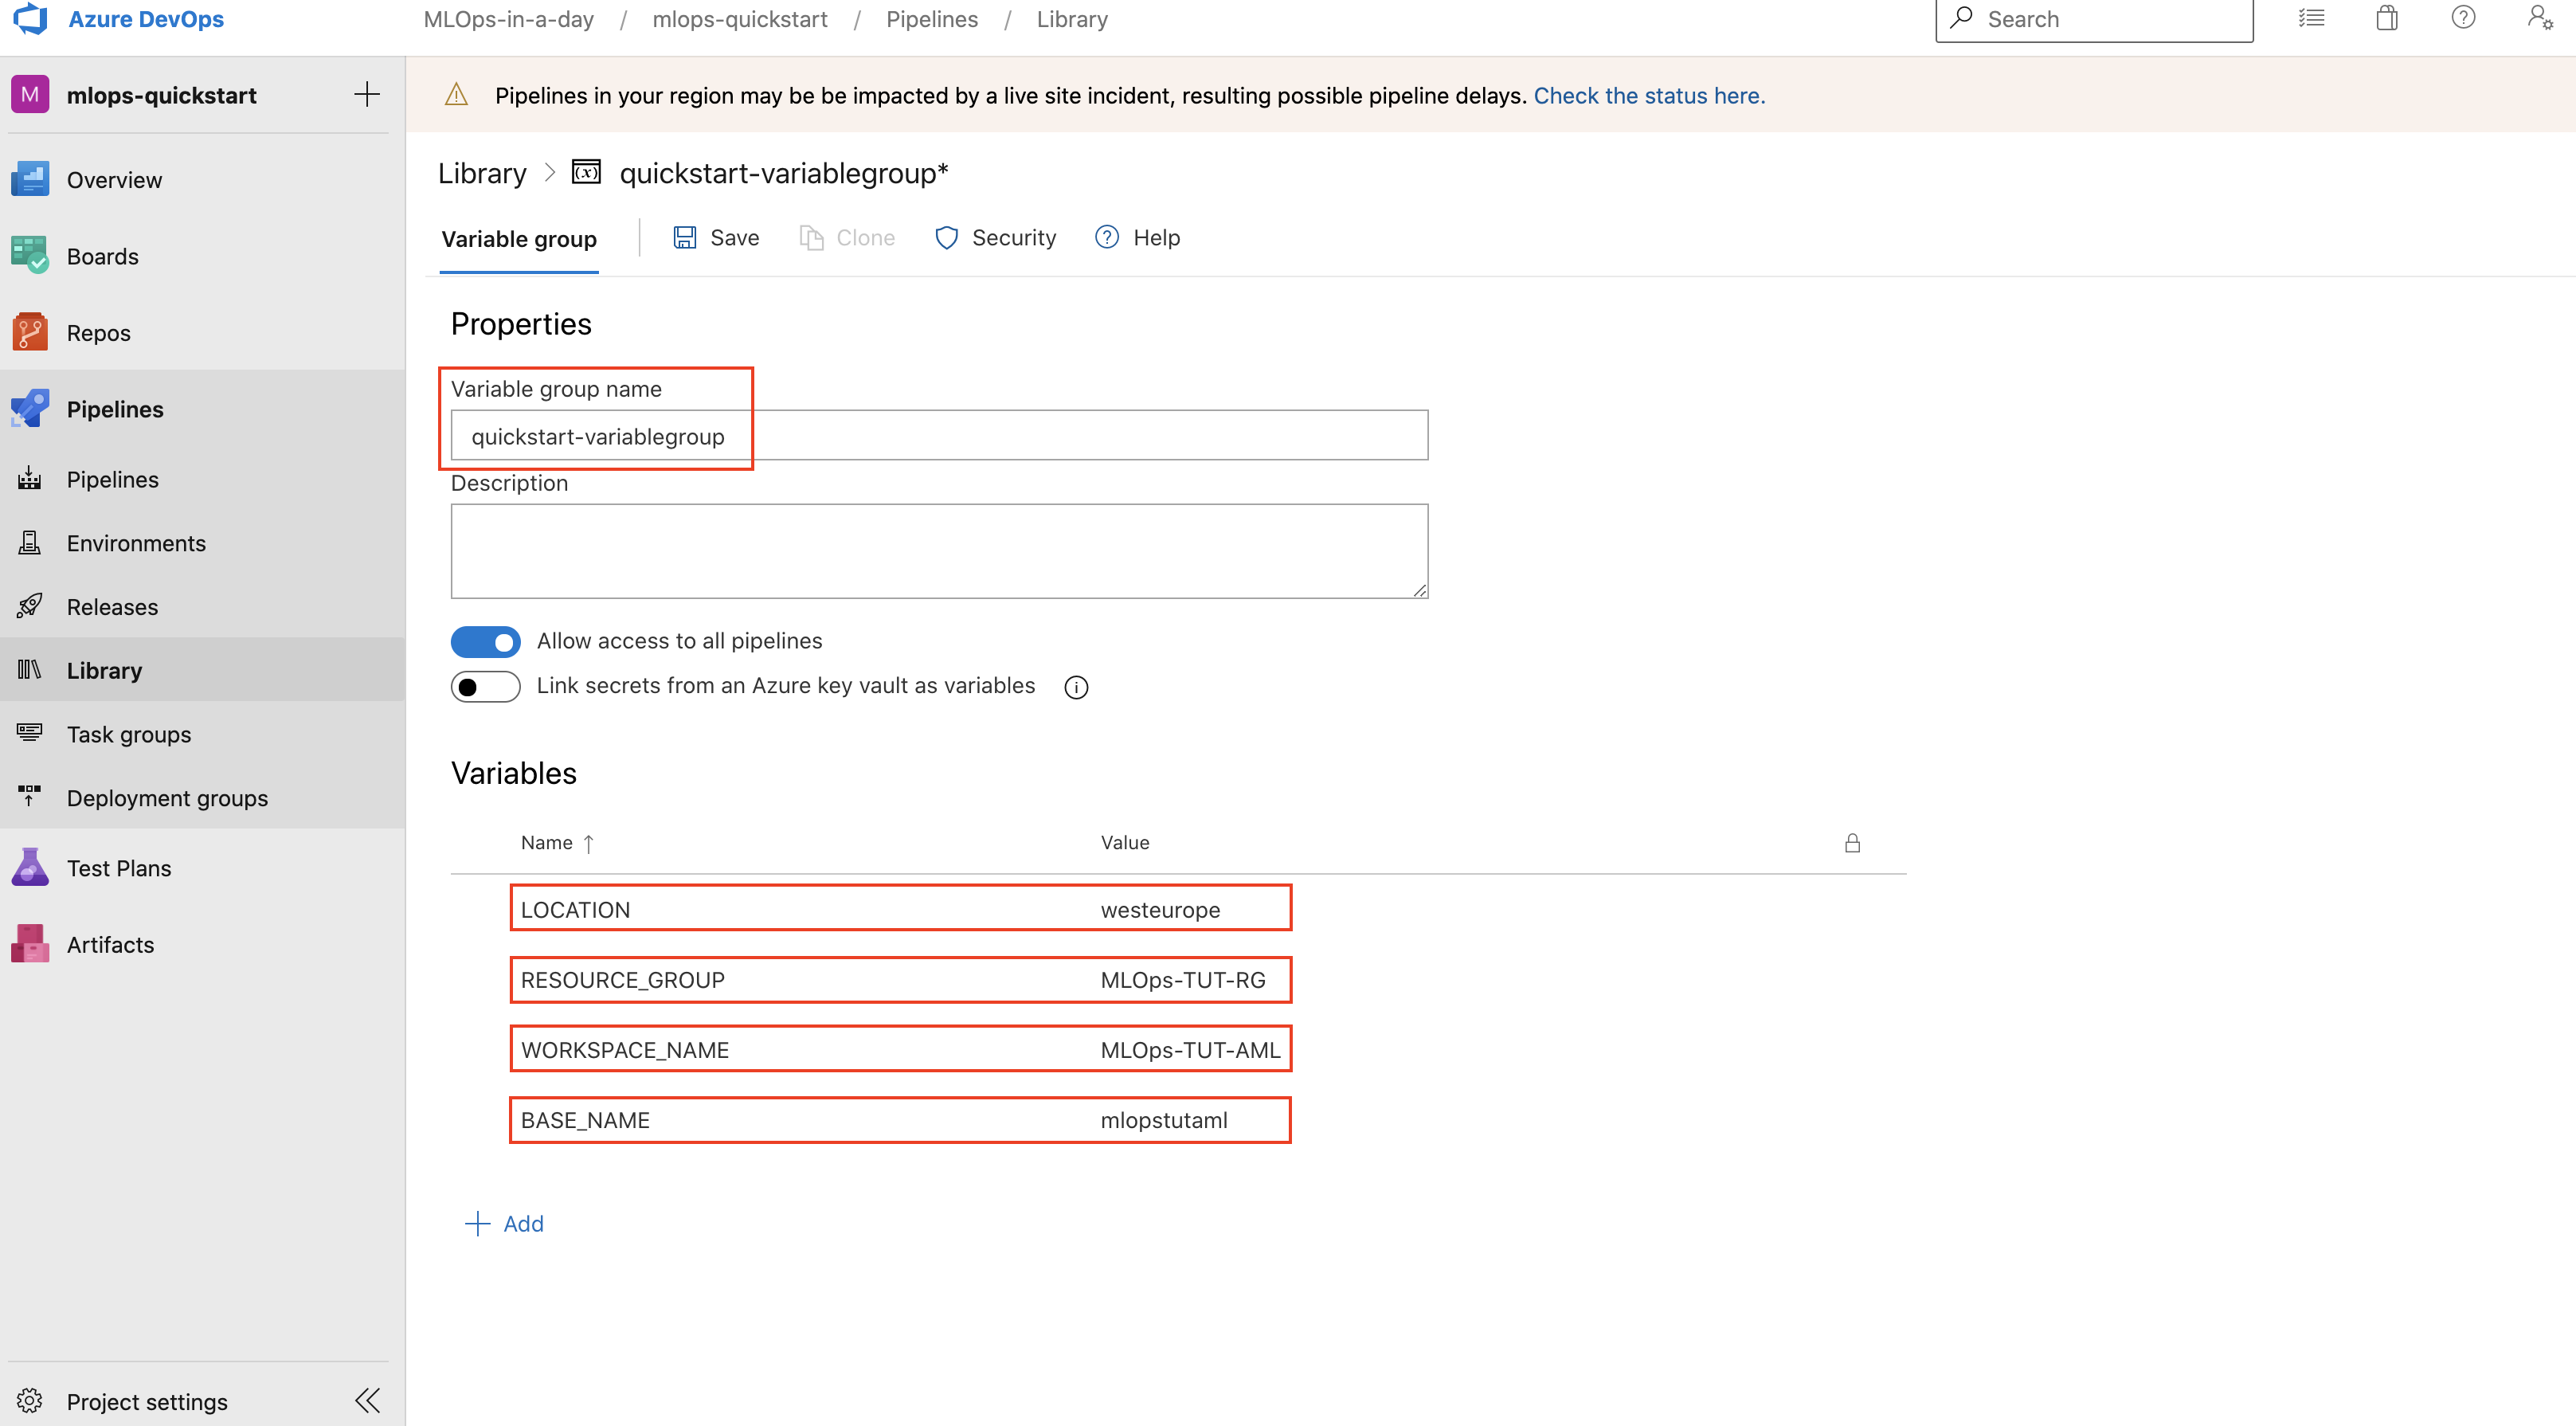 Azure DevOps
MLOps-in-a-day / mlops-quickstart / Pipelines / Library
Search
M mlops-quickstart
Overview
Boards
Repos
Pipelines
Pipelines
Environments
Releases
Library
Task groups
Deployment groups
Test Plans
Artifacts
Project settings
Pipelines in your region may be be impacted by a live site incident, resulting possible pipeline delays. Check the status here.
Library > (x) quickstart-variablegroup*
Variable group Save Clone Security Help
Properties
Variable group name
quickstart-variablegroup
Description
Allow access to all pipelines
Link secrets from an Azure key vault as variables
Variables
Name ↑ Value
LOCATION westeurope
RESOURCE_GROUP MLOps-TUT-RG
WORKSPACE_NAME MLOps-TUT-AML
BASE_NAME mlopstutaml
Add